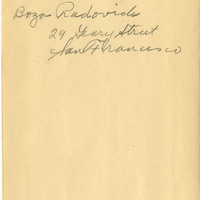 Bozo Radovich
29 Geary Street
San Francisco